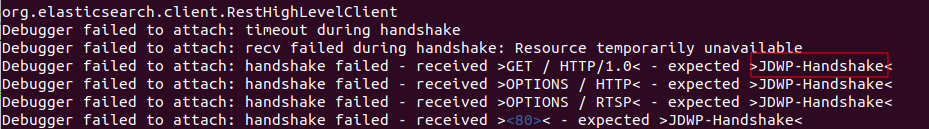 org.elasticsearch.client.RestHighLevelClient
Debugger failed to attach: timeout during handshake
Debugger failed to attach: recv failed during handshake: Resource temporarily unavailable
Debugger failed to attach: handshake failed - received >GET / HTTP/1.0< - expected >JDWP-Handshake<
Debugger failed to attach: handshake failed - received >OPTIONS / HTTP< - expected >JDWP-Handshake<
Debugger failed to attach: handshake failed - received >OPTIONS / RTSP< - expected >JDWP-Handshake<
Debugger failed to attach: handshake failed - received ><80>< - expected >JDWP-Handshake<